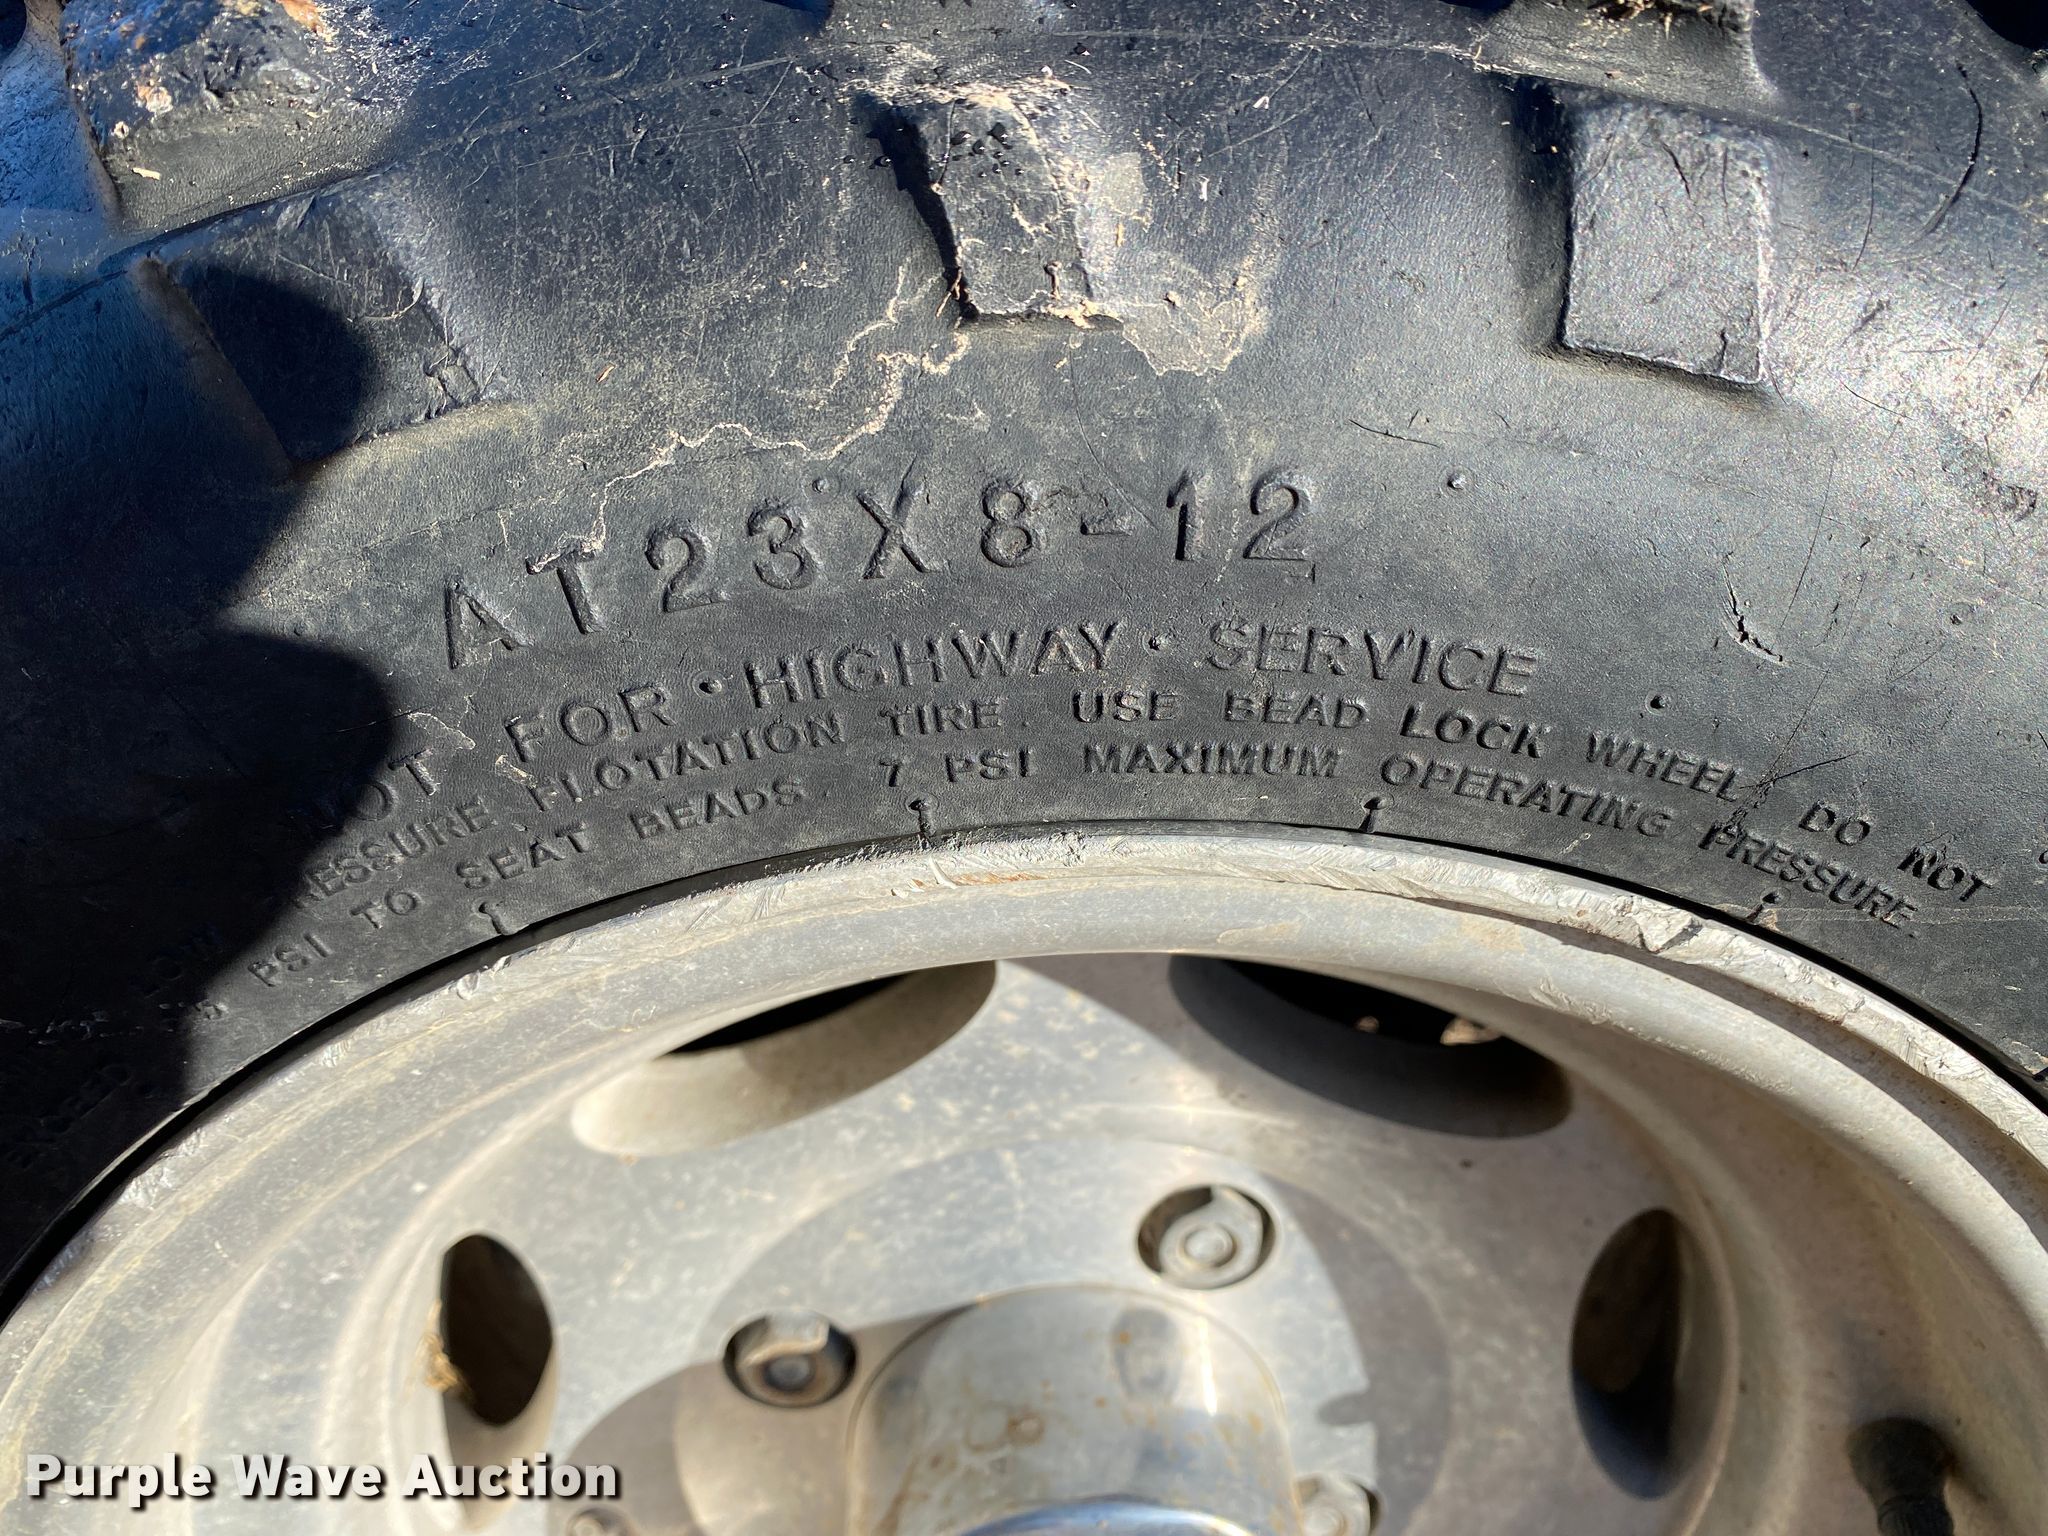 AT23X8-12
NOT FOR • HIGHWAY • SERVICE
LOW PRESSURE FLOTATION TIRE. USE BEAD LOCK WHEEL. DO NOT
PSI TO SEAT BEADS. 7 PSI MAXIMUM OPERATING PRESSURE.
Purple Wave Auction